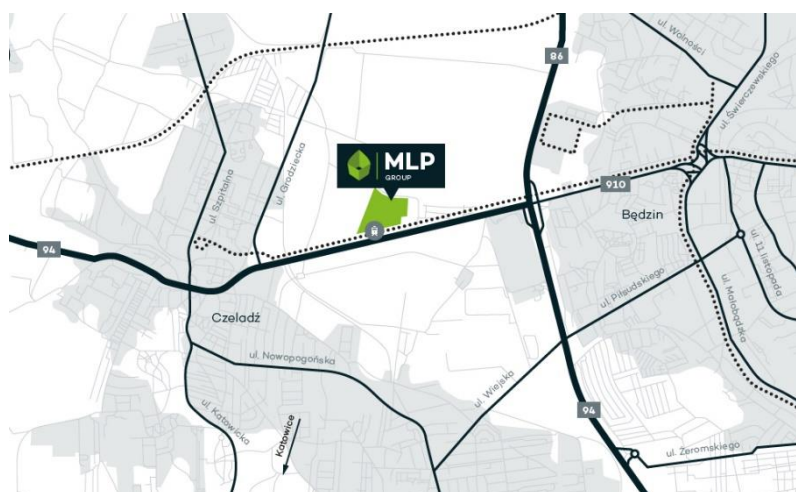 ul. Wolności
86
ul. Świerczewskiego
MLP
GROUP
ul. Szpitalna
ul. Grodziecka
910
Będzin
94
ul. 11 listopada
ul. Piłsudskiego
ul. Małobądzka
Czeladź
ul. Nowopogońska
ul. Wiejska
ul. Katowicka
Katowice
94
ul. Żeromskiego